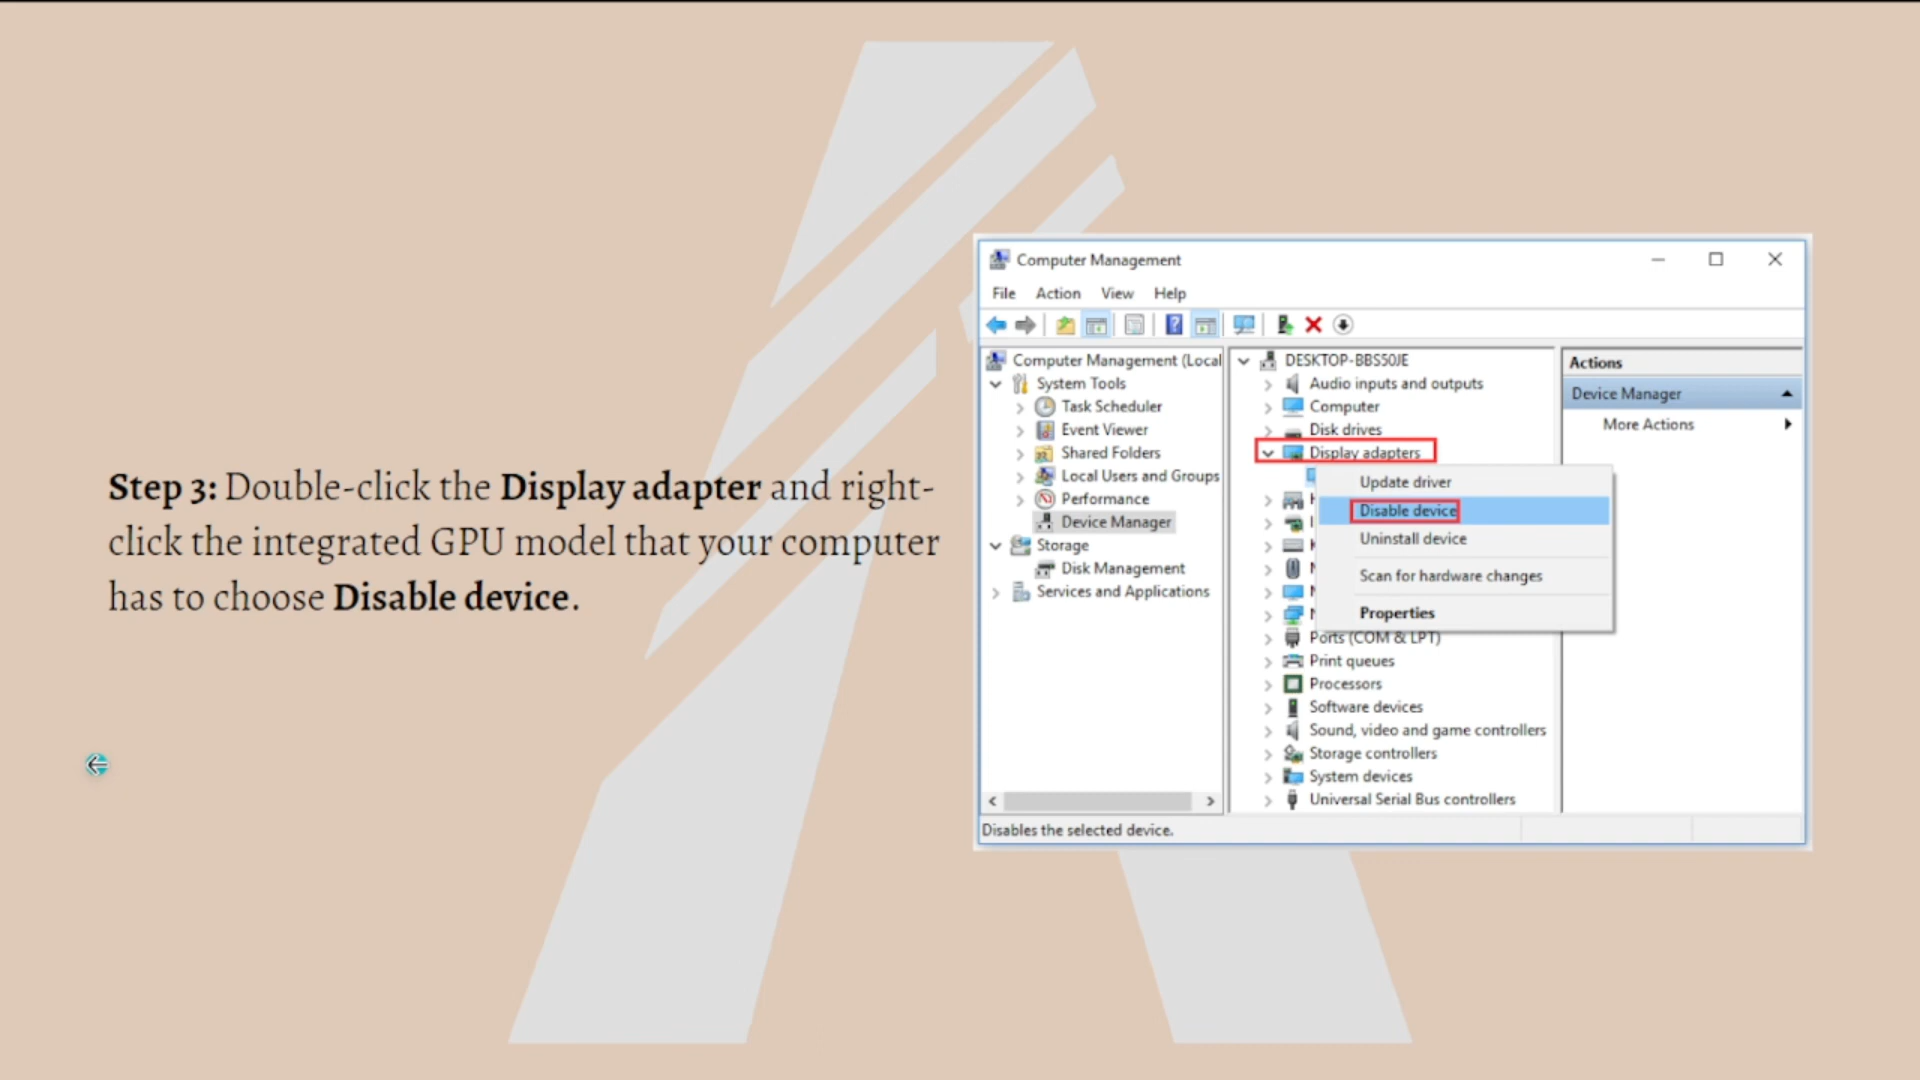 Step 3: Double-click the Display adapter and right-
click the integrated GPU model that your computer
has to choose Disable device.
Computer Management
File Action View Help
Computer Management (Local
System Tools
Task Scheduler
Event Viewer
Shared Folders
Local Users and Groups
Performance
Device Manager
Storage
Disk Management
Services and Applications
DESKTOP-BBS50JE
Audio inputs and outputs
Computer
Disk drives
Display adapters
Update driver
Disable device
Uninstall device
Scan for hardware changes
Properties
Ports (COM & LPT)
Print queues
Processors
Software devices
Sound, video and game controllers
Storage controllers
System devices
Universal Serial Bus controllers
Actions
Device Manager
More Actions
Disables the selected device.